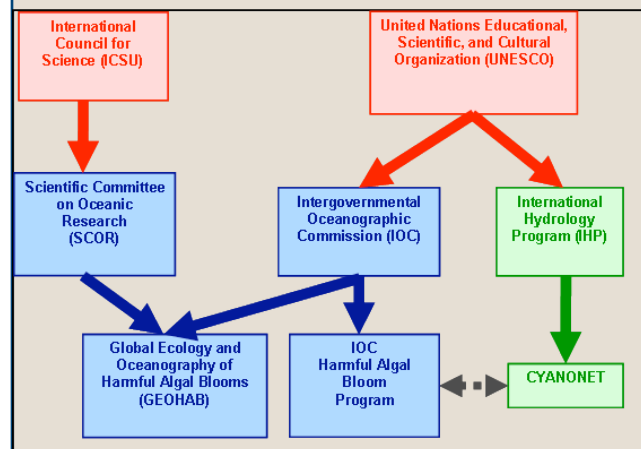 International
Council for
Science (ICSU)
United Nations Educational,
Scientific, and Cultural
Organization (UNESCO)
Scientific Committee
on Oceanic
Research
(SCOR)
Intergovernmental
Oceanographic
Commission (IOC)
International
Hydrology
Program (IHP)
Global Ecology and
Oceanography of
Harmful Algal Blooms
(GEOHAB)
IOC
Harmful Algal
Bloom
Program
CYANONET